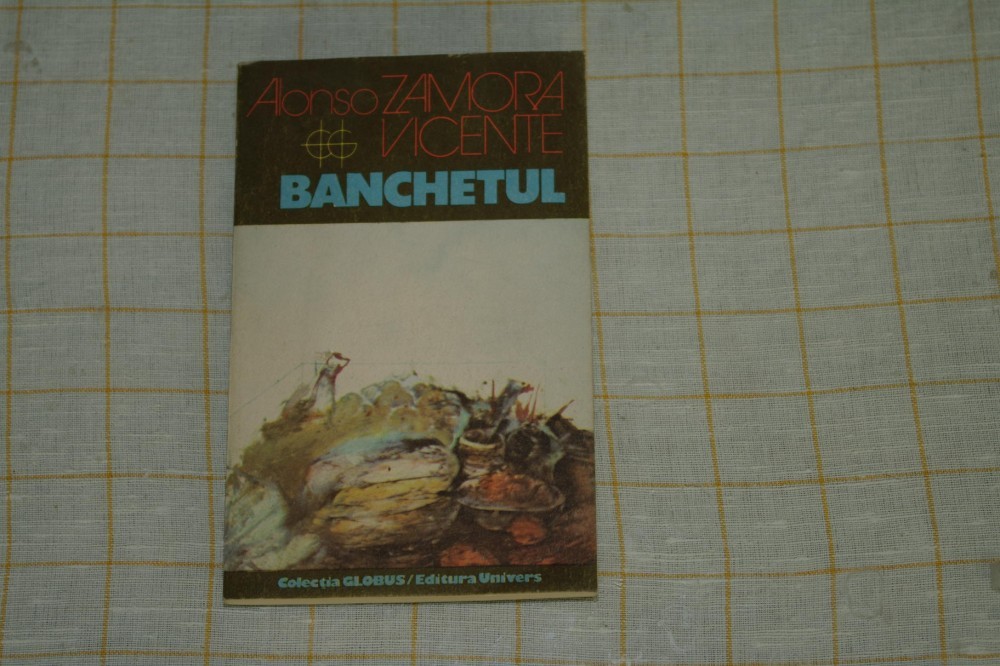 Alonso ZAMORA
VICENTE
BANCHETUL
Colecția GLOBUS/Editura Univers